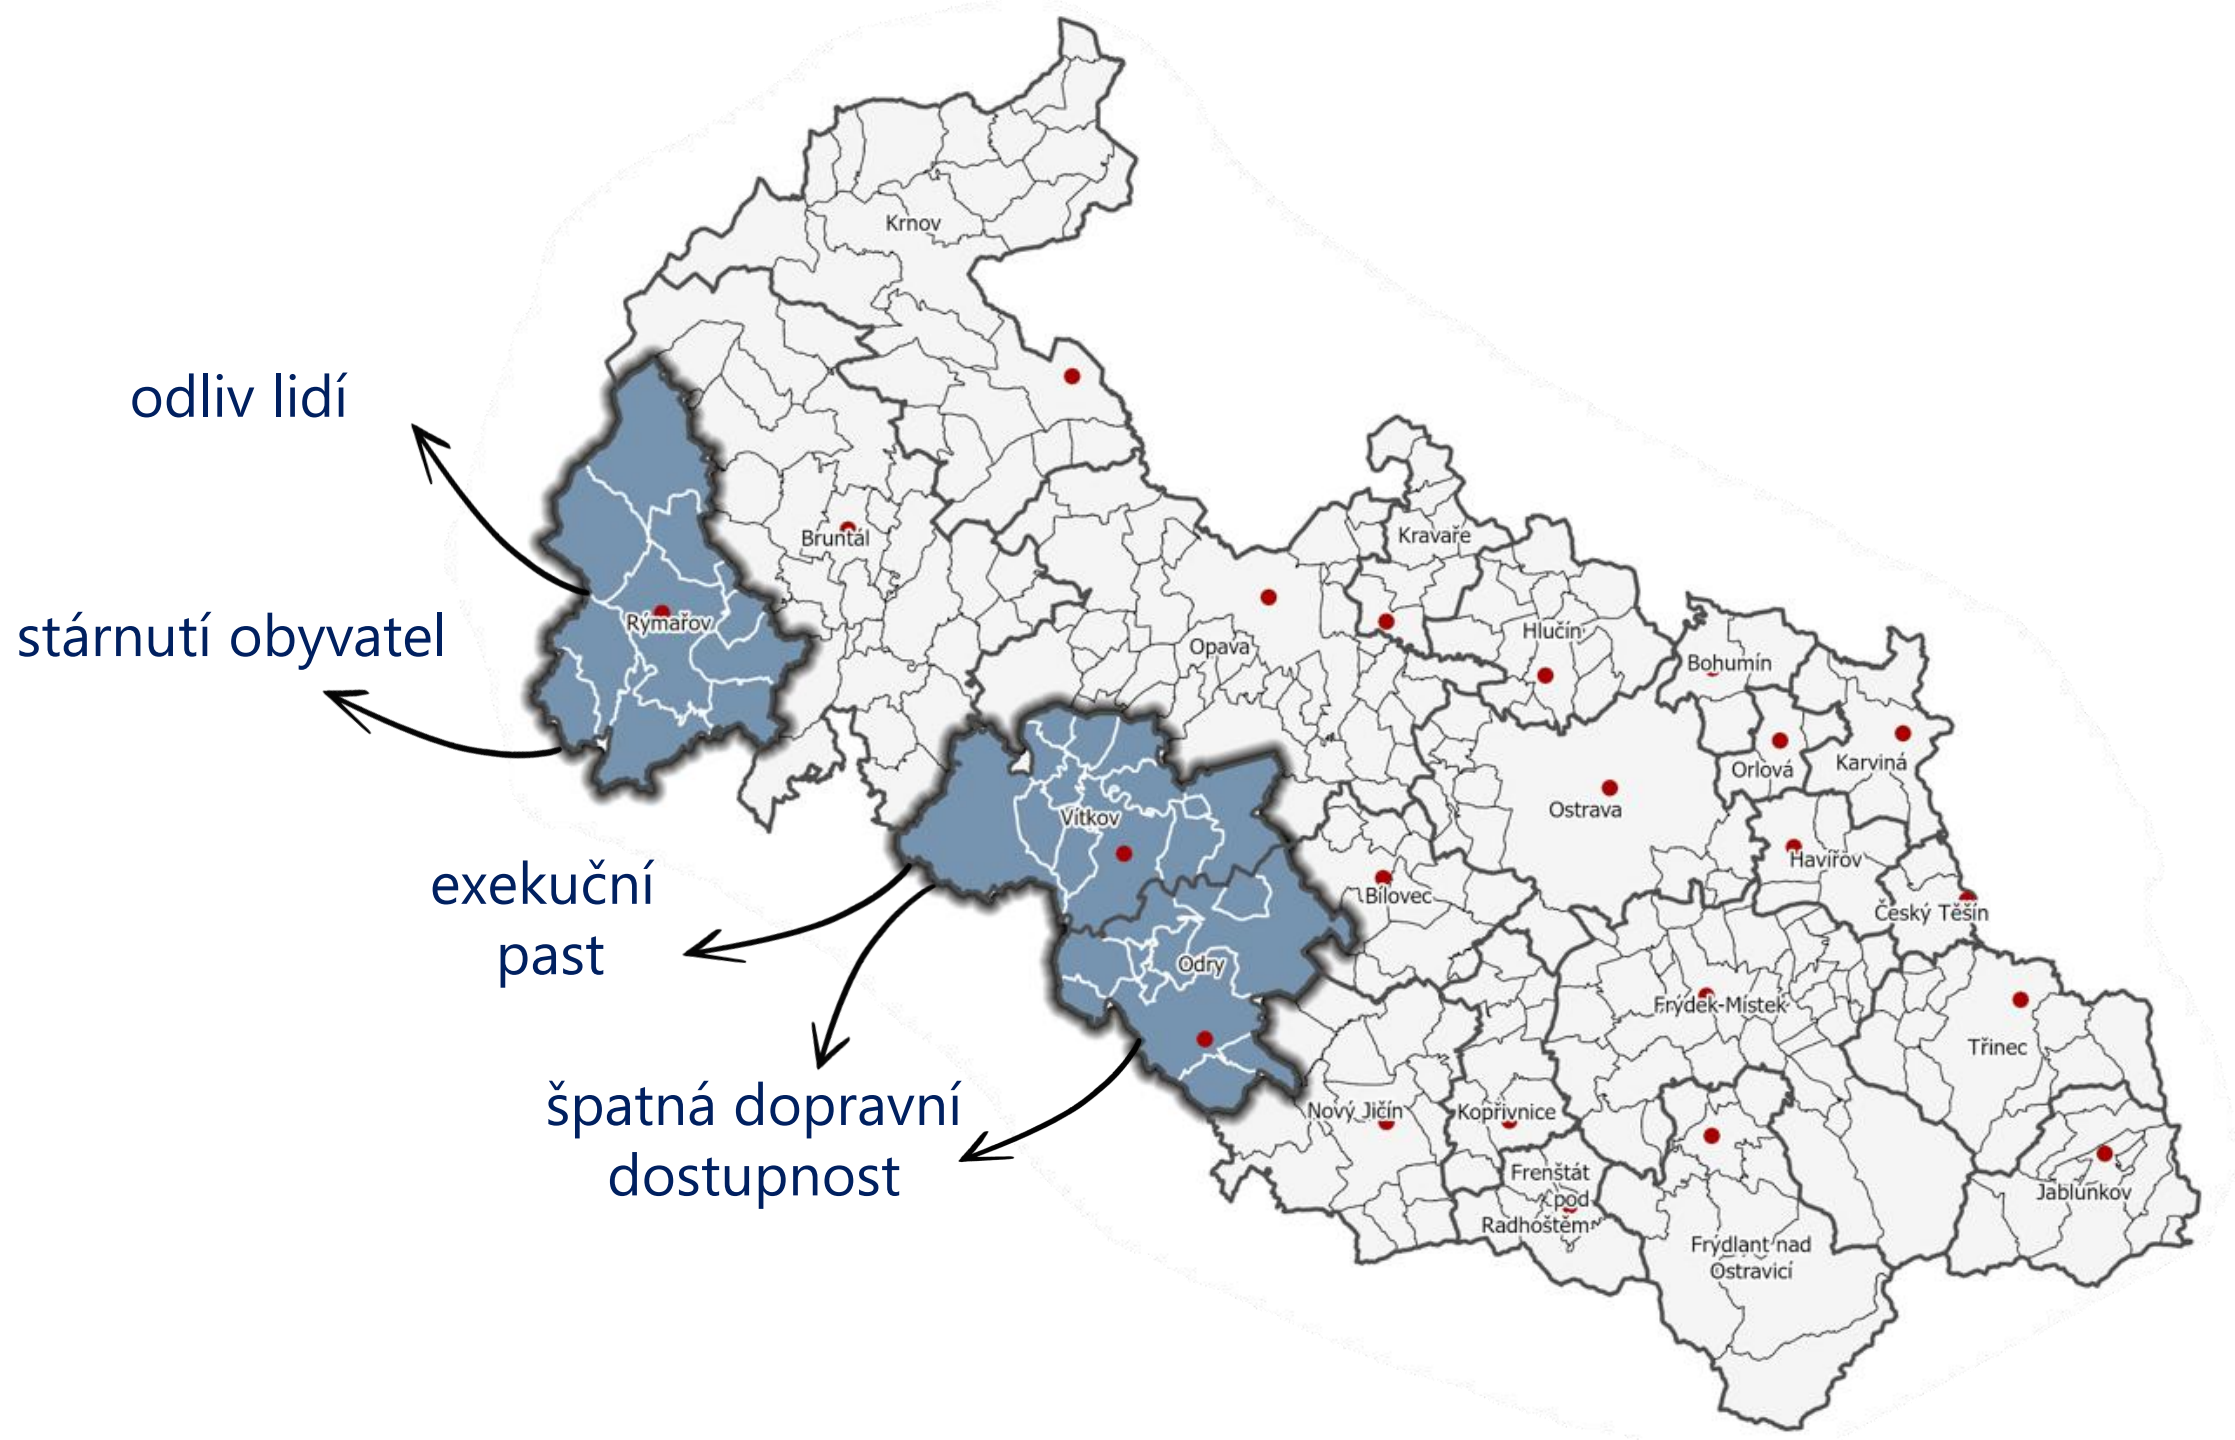 Krnov
odliv lidí
Bruntál
Kravaře
stárnutí obyvatel
Rýmařov
Opava
Hlučín
Bohumín
Orlová
Karviná
Vítkov
Ostrava
Havířov
exekuční
past
Bílovec
Český Těšín
Odry
Frýdek-Místek
Třinec
špatná dopravní
dostupnost
Nový Jičín
Kopřivnice
Frenštát
pod
Radhoštěm
Jablunkov
Frýdlant nad
Ostravicí